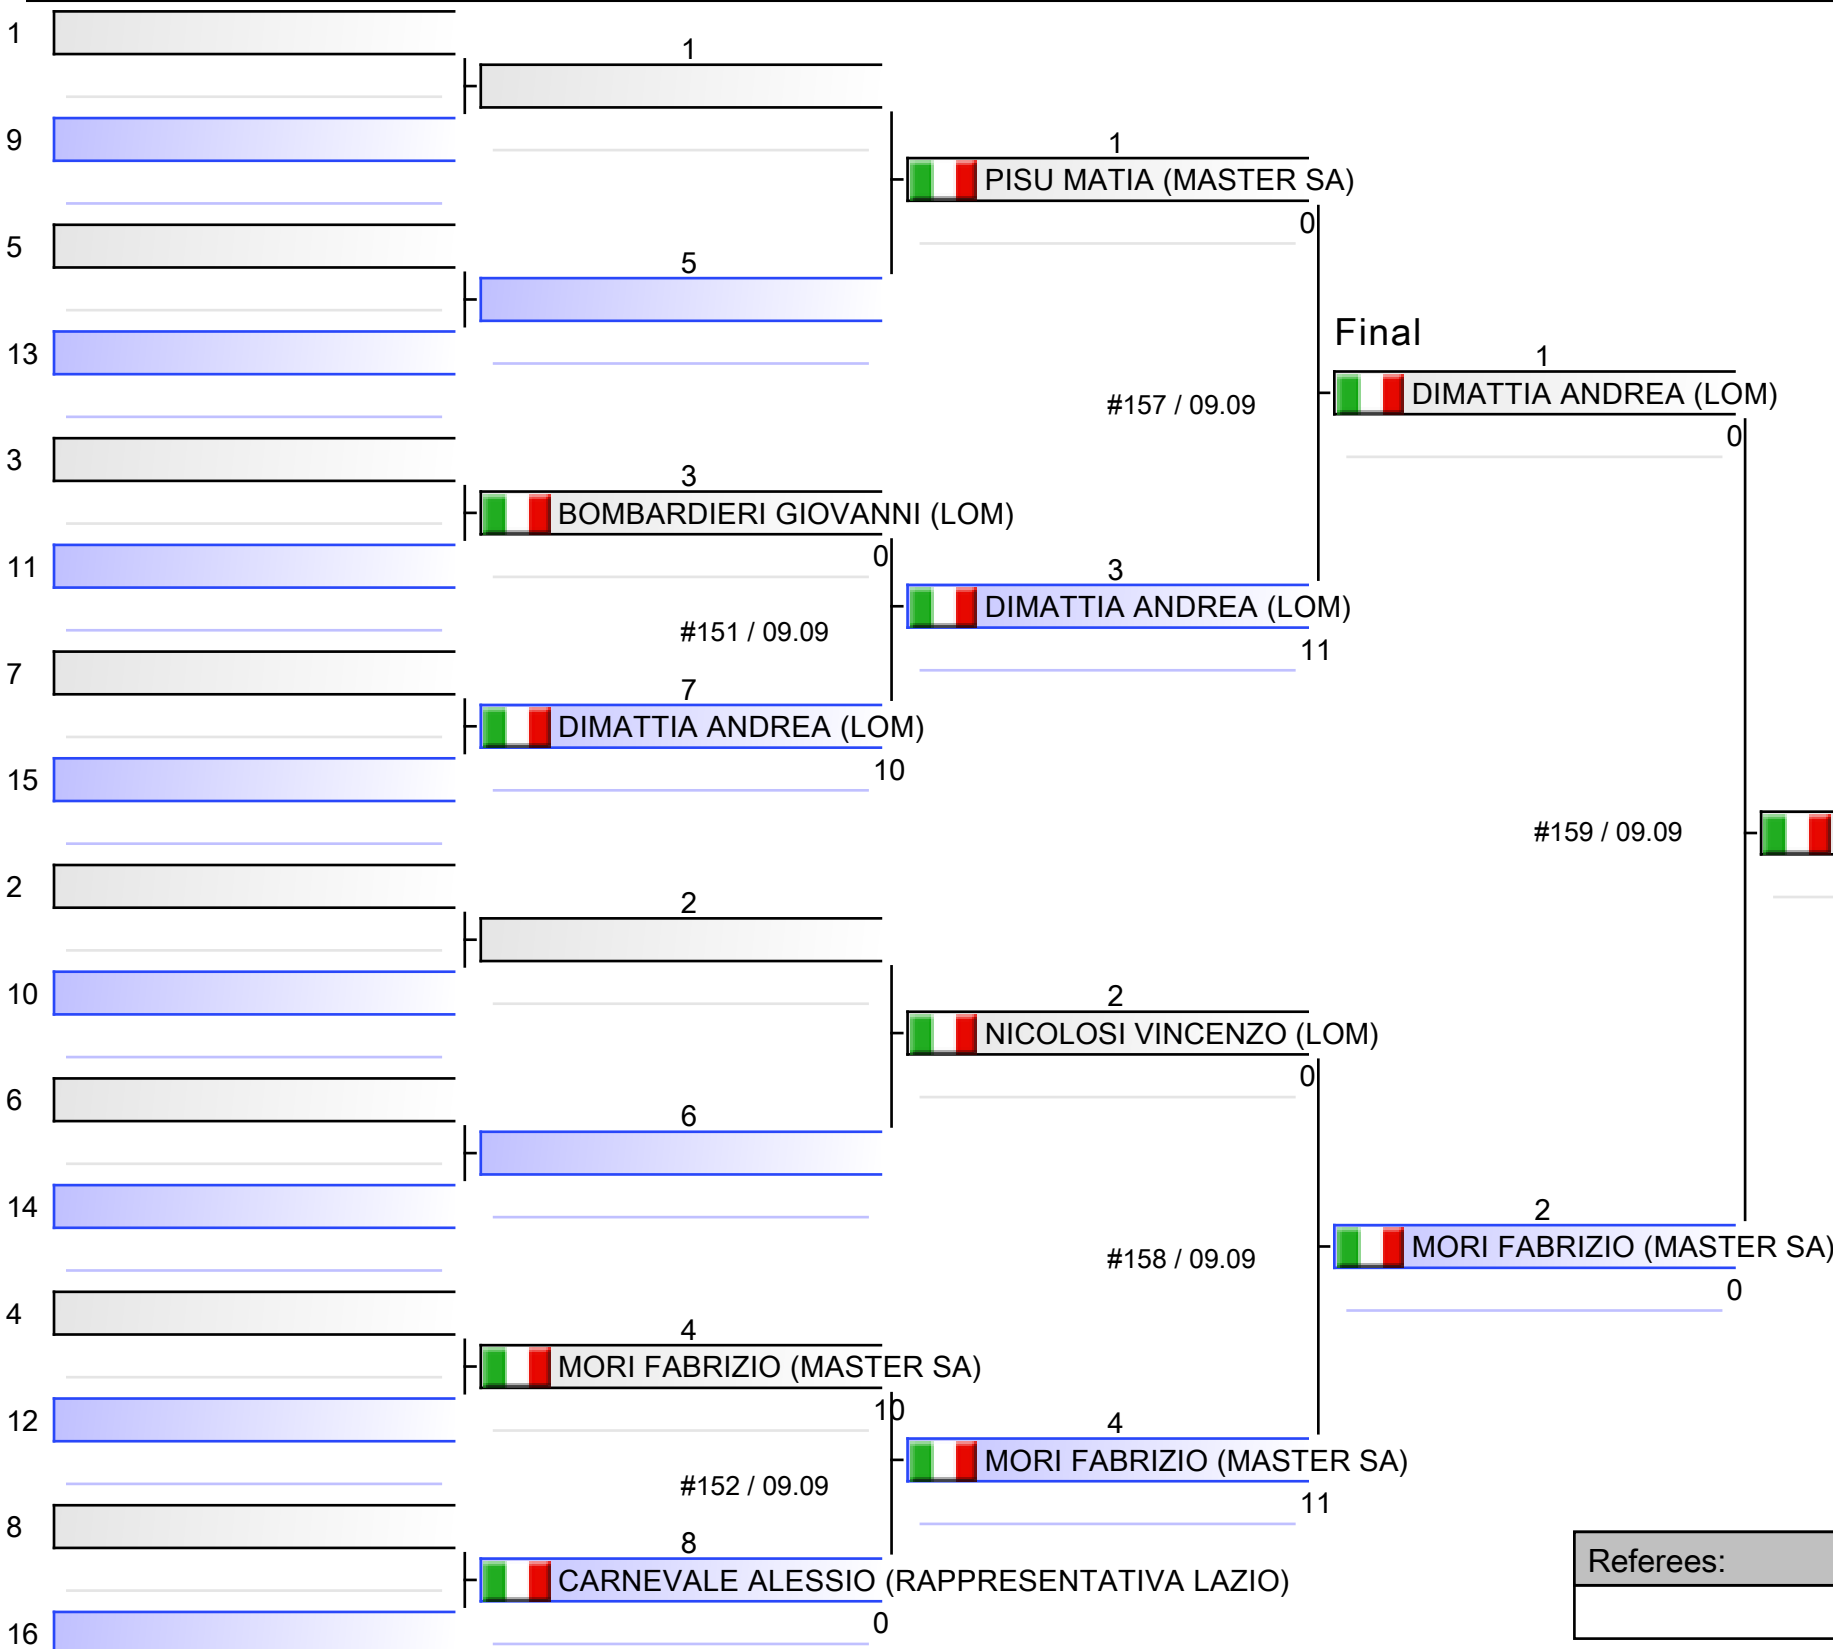 1
1
9
1
PISU MATIA (MASTER SA)
0
5
5
13
Final
1
DIMATTIA ANDREA (LOM)
0
#157 / 09.09
3
3
BOMBARDIERI GIOVANNI (LOM)
0
11
3
DIMATTIA ANDREA (LOM)
11
#151 / 09.09
7
7
DIMATTIA ANDREA (LOM)
10
15
#159 / 09.09
2
2
10
2
NICOLOSI VINCENZO (LOM)
0
6
6
14
2
MORI FABRIZIO (MASTER SA)
0
#158 / 09.09
4
4
MORI FABRIZIO (MASTER SA)
10
12
4
MORI FABRIZIO (MASTER SA)
11
#152 / 09.09
8
8
CARNEVALE ALESSIO (RAPPRESENTATIVA LAZIO)
0
16
Referees: